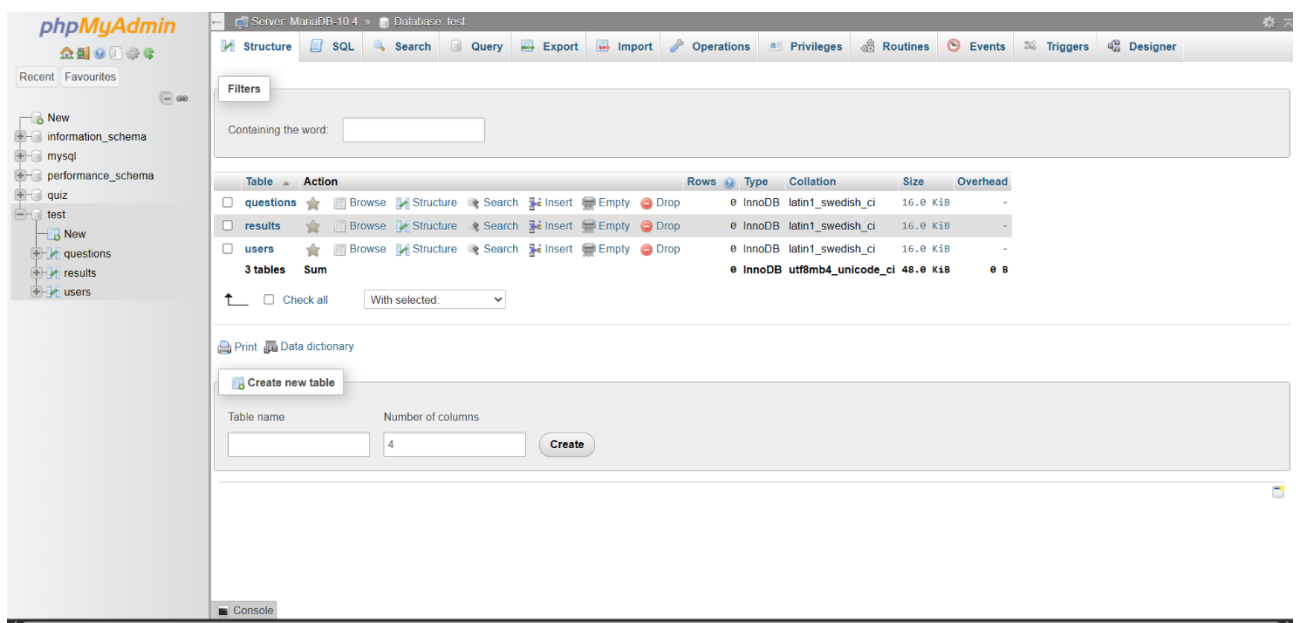 phpMyAdmin
Recent Favourites
New
information_schema
mysql
performance_schema
quiz
test
New
questions
results
users
Server: MariaDB-10.4 » Database: test
Structure SQL Search Query Export Import Operations Privileges Routines Events Triggers Designer
Filters
Containing the word:
Table Action Rows Type Collation Size Overhead
questions Browse Structure Search Insert Empty Drop 0 InnoDB latin1_swedish_ci 16.0 KiB -
results Browse Structure Search Insert Empty Drop 0 InnoDB latin1_swedish_ci 16.0 KiB -
users Browse Structure Search Insert Empty Drop 0 InnoDB latin1_swedish_ci 16.0 KiB -
3 tables Sum 0 InnoDB utf8mb4_unicode_ci 48.0 KiB 0 B
Check all With selected:
Print Data dictionary
Create new table
Table name Number of columns
4 Create
Console